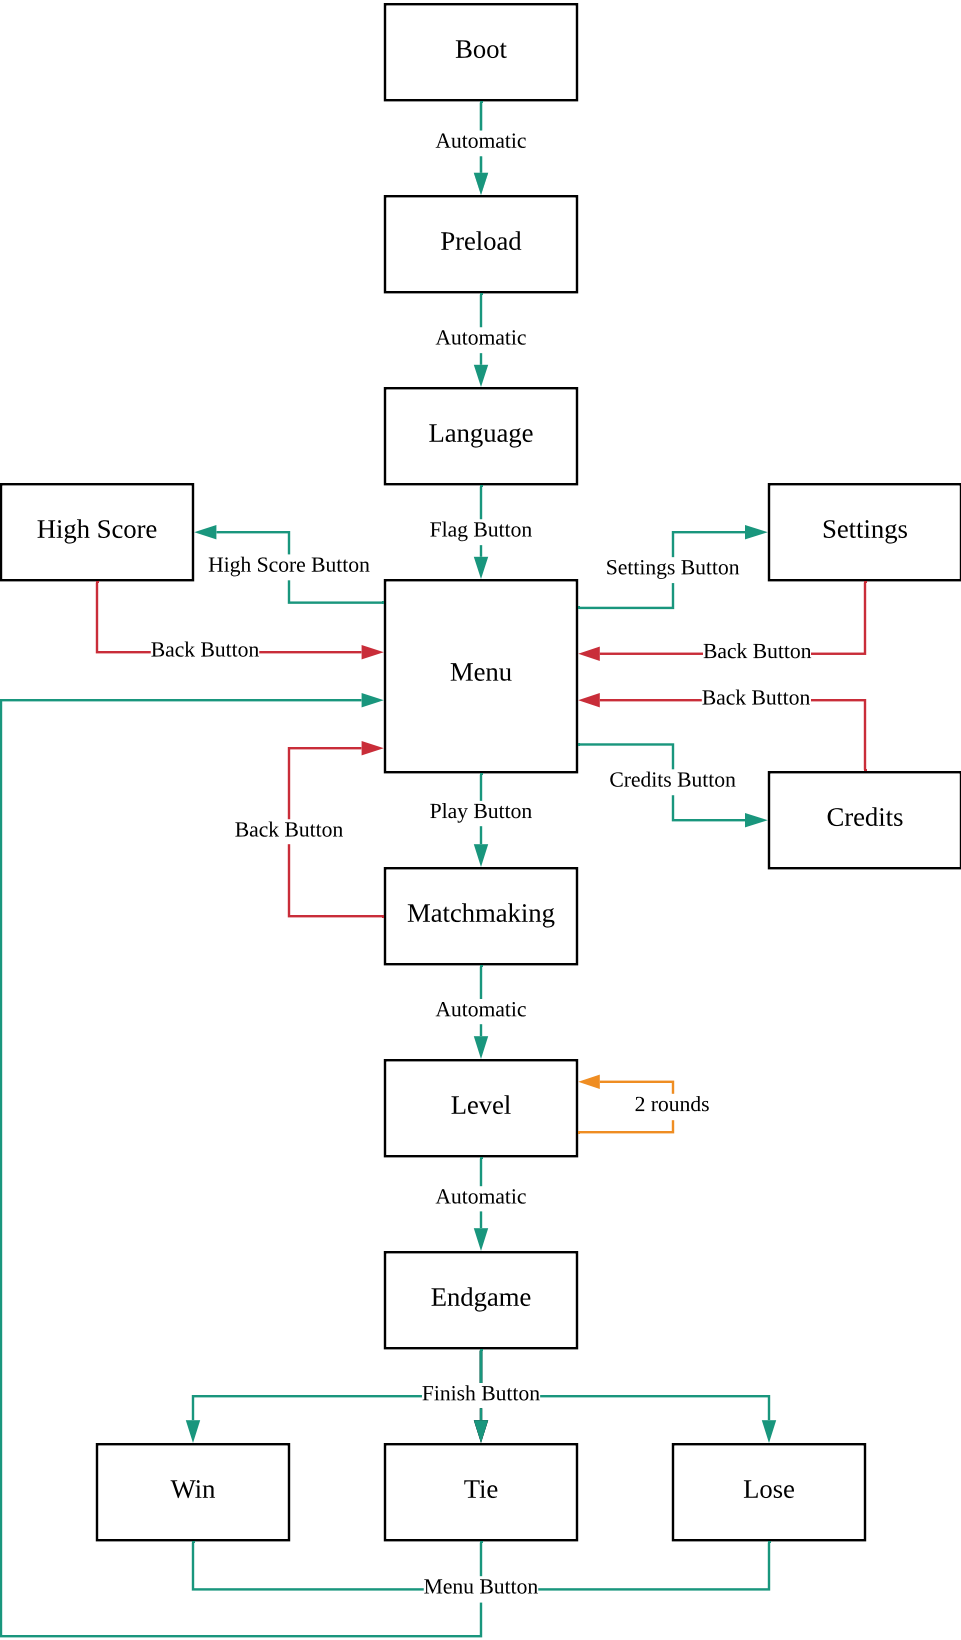 Boot
Automatic
Preload
Automatic
Language
High Score
Flag Button
Settings
High Score Button
Settings Button
Back Button
Back Button
Menu
Back Button
Credits Button
Play Button
Credits
Back Button
Matchmaking
Automatic
Level
2 rounds
Automatic
Endgame
Finish Button
Win
Tie
Lose
Menu Button